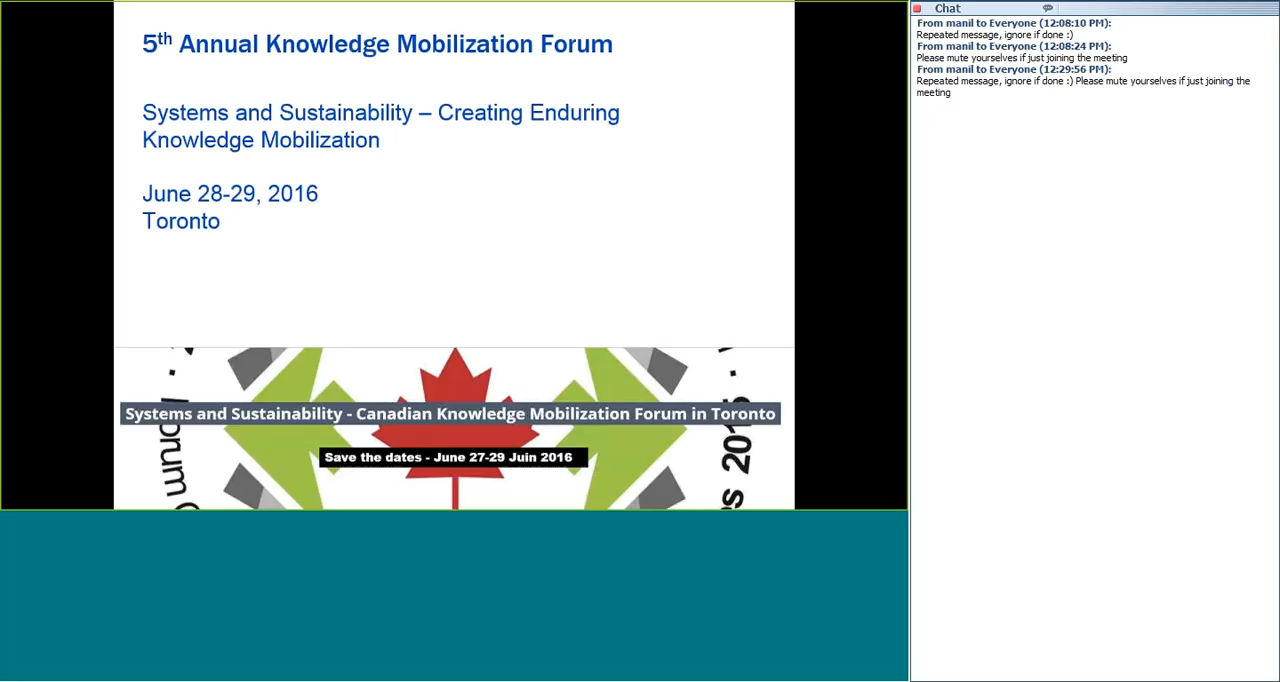 5th Annual Knowledge Mobilization Forum
Systems and Sustainability – Creating Enduring
Knowledge Mobilization
June 28-29, 2016
Toronto
Systems and Sustainability - Canadian Knowledge Mobilization Forum in Toronto
Save the dates - June 27-29 Juin 2016
Chat
From manil to Everyone (12:08:10 PM):
Repeated message, ignore if done :)
From manil to Everyone (12:08:24 PM):
Please mute yourselves if just joining the meeting
From manil to Everyone (12:29:56 PM):
Repeated message, ignore if done :) Please mute yourselves if just joining the
meeting